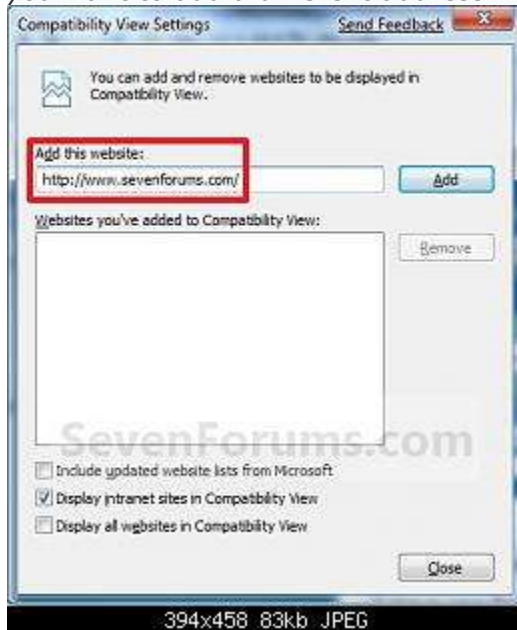 Compatibility View Settings
Send Feedback
You can add and remove websites to be displayed in
Compatibility View.
Add this website:
http://www.sevenforums.com/
Add
Websites you've added to Compatibility View:
Remove
SevenForums.com
Include updated website lists from Microsoft
Display intranet sites in Compatibility View
Display all websites in Compatibility View
Close
394x458 83kb JPEG